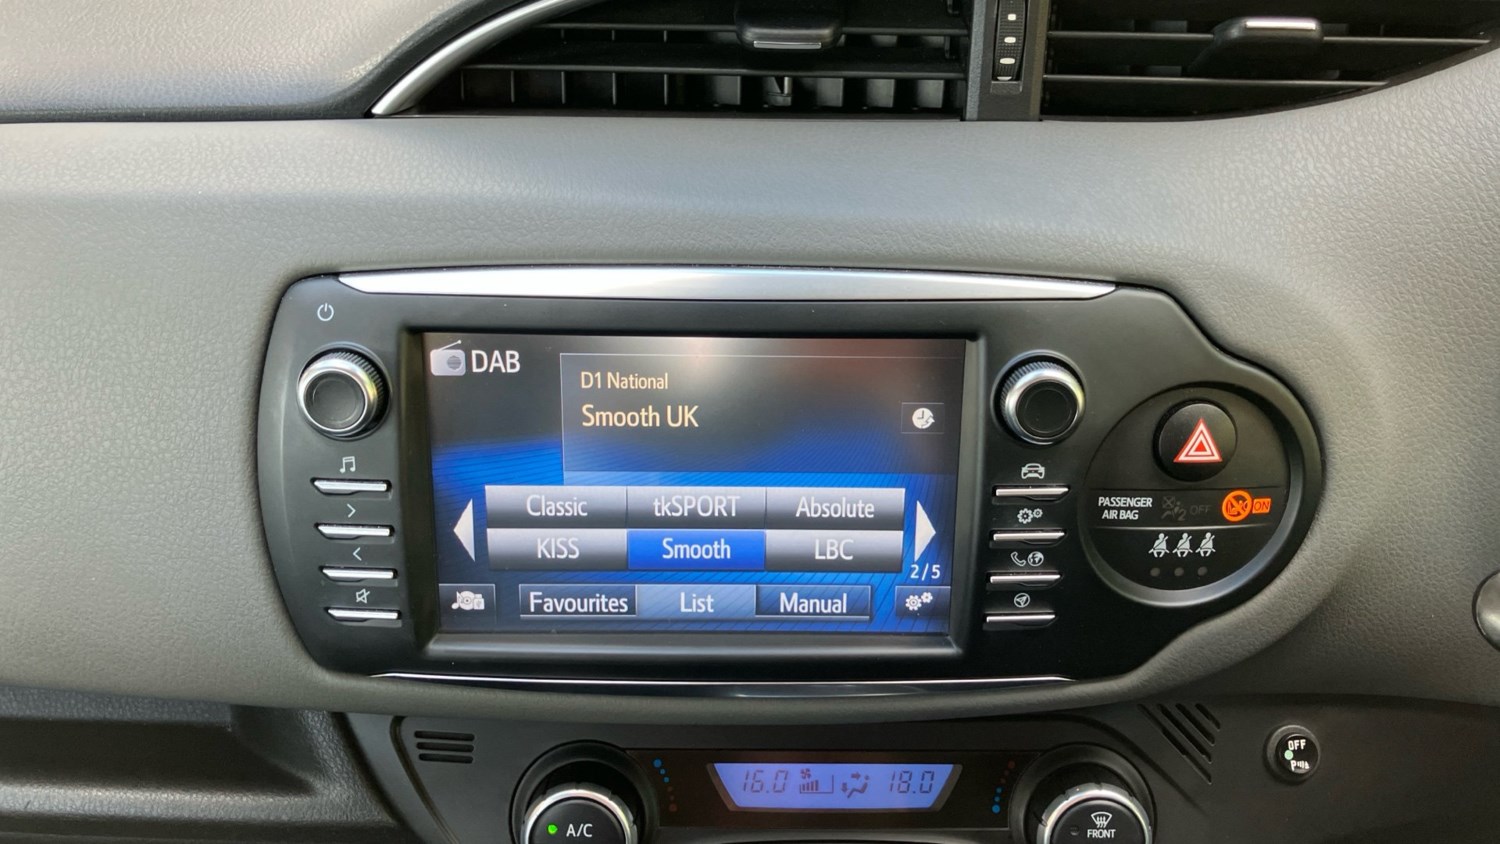 DAB
D1 National
Smooth UK
Classic
tkSPORT
Absolute
KISS
Smooth
LBC
2/5
Favourites
List
Manual
PASSENGER
AIR BAG
2 OFF
ON
16.0
18.0
A/C
FRONT
OFF